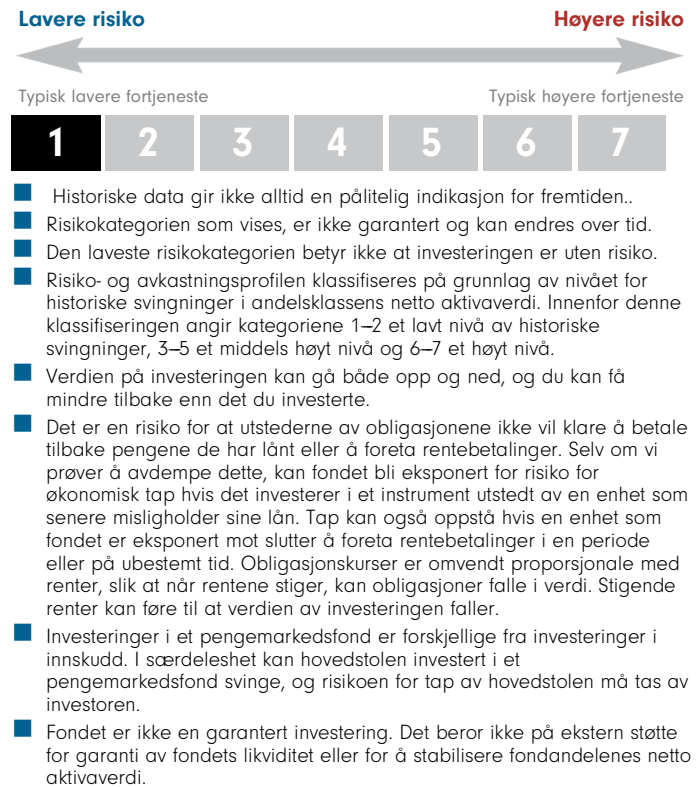 Lavere risiko Høyere risiko
Typisk lavere fortjeneste Typisk høyere fortjeneste
1 2 3 4 5 6 7
Historiske data gir ikke alltid en pålitelig indikasjon for fremtiden..
Risikokategorien som vises, er ikke garantert og kan endres over tid.
Den laveste risikokategorien betyr ikke at investeringen er uten risiko.
Risiko- og avkastningsprofilen klassifiseres på grunnlag av nivået for
historiske svingninger i andelsklassens netto aktivaverdi. Innenfor denne
klassifiseringen angir kategoriene 1–2 et lavt nivå av historiske
svingninger, 3–5 et middels høyt nivå og 6–7 et høyt nivå.
Verdien på investeringen kan gå både opp og ned, og du kan få
mindre tilbake enn det du investerte.
Det er en risiko for at utstederne av obligasjonene ikke vil klare å betale
tilbake pengene de har lånt eller å foreta rentebetalinger. Selv om vi
prøver å avdempe dette, kan fondet bli eksponert for risiko for
økonomisk tap hvis det investerer i et instrument utstedt av en enhet som
senere misligholder sine lån. Tap kan også oppstå hvis en enhet som
fondet er eksponert mot slutter å foreta rentebetalinger i en periode
eller på ubestemt tid. Obligasjonskurser er omvendt proporsjonale med
renter, slik at når rentene stiger, kan obligasjoner falle i verdi. Stigende
renter kan føre til at verdien av investeringen faller.
Investeringer i et pengemarkedsfond er forskjellige fra investeringer i
innskudd. I særdeleshet kan hovedstolen investert i et
pengemarkedsfond svinge, og risikoen for tap av hovedstolen må tas av
investoren.
Fondet er ikke en garantert investering. Det beror ikke på ekstern støtte
for garanti av fondets likviditet eller for å stabilisere fondandelenes netto
aktivaverdi.